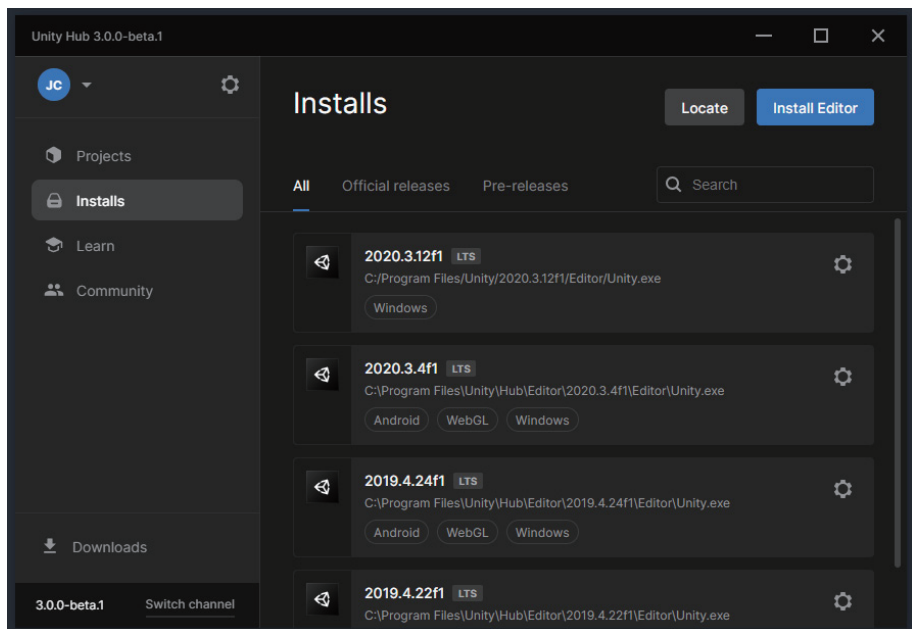 Unity Hub 3.0.0-beta.1
JC
Projects
Installs
Learn
Community
Downloads
3.0.0-beta.1 Switch channel
Installs
Locate Install Editor
All Official releases Pre-releases Search
2020.3.12f1 LTS
C:/Program Files/Unity/2020.3.12f1/Editor/Unity.exe
Windows
2020.3.4f1 LTS
C:\Program Files\Unity\Hub\Editor\2020.3.4f1\Editor\Unity.exe
Android WebGL Windows
2019.4.24f1 LTS
C:\Program Files\Unity\Hub\Editor\2019.4.24f1\Editor\Unity.exe
Android WebGL Windows
2019.4.22f1 LTS
C:\Program Files\Unity\Hub\Editor\2019.4.22f1\Editor\Unity.exe